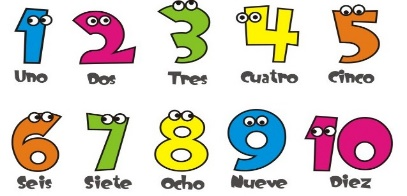 1 2 3 4 5
Uno Dos Tres Cuatro Cinco
6 7 8 9 10
Seis Siete Ocho Nueve Diez